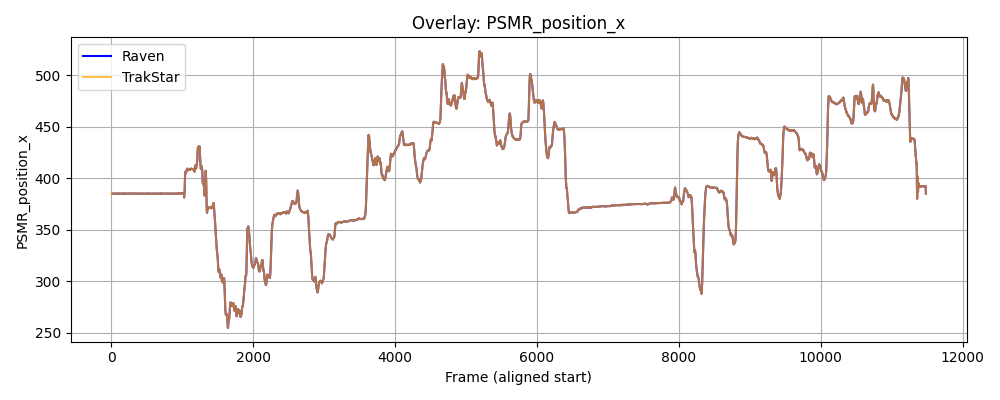 Overlay: PSMR_position_x
Raven
TrakStar
PSMR_position_x
500
450
400
350
300
250
0
2000
4000
6000
8000
10000
12000
Frame (aligned start)